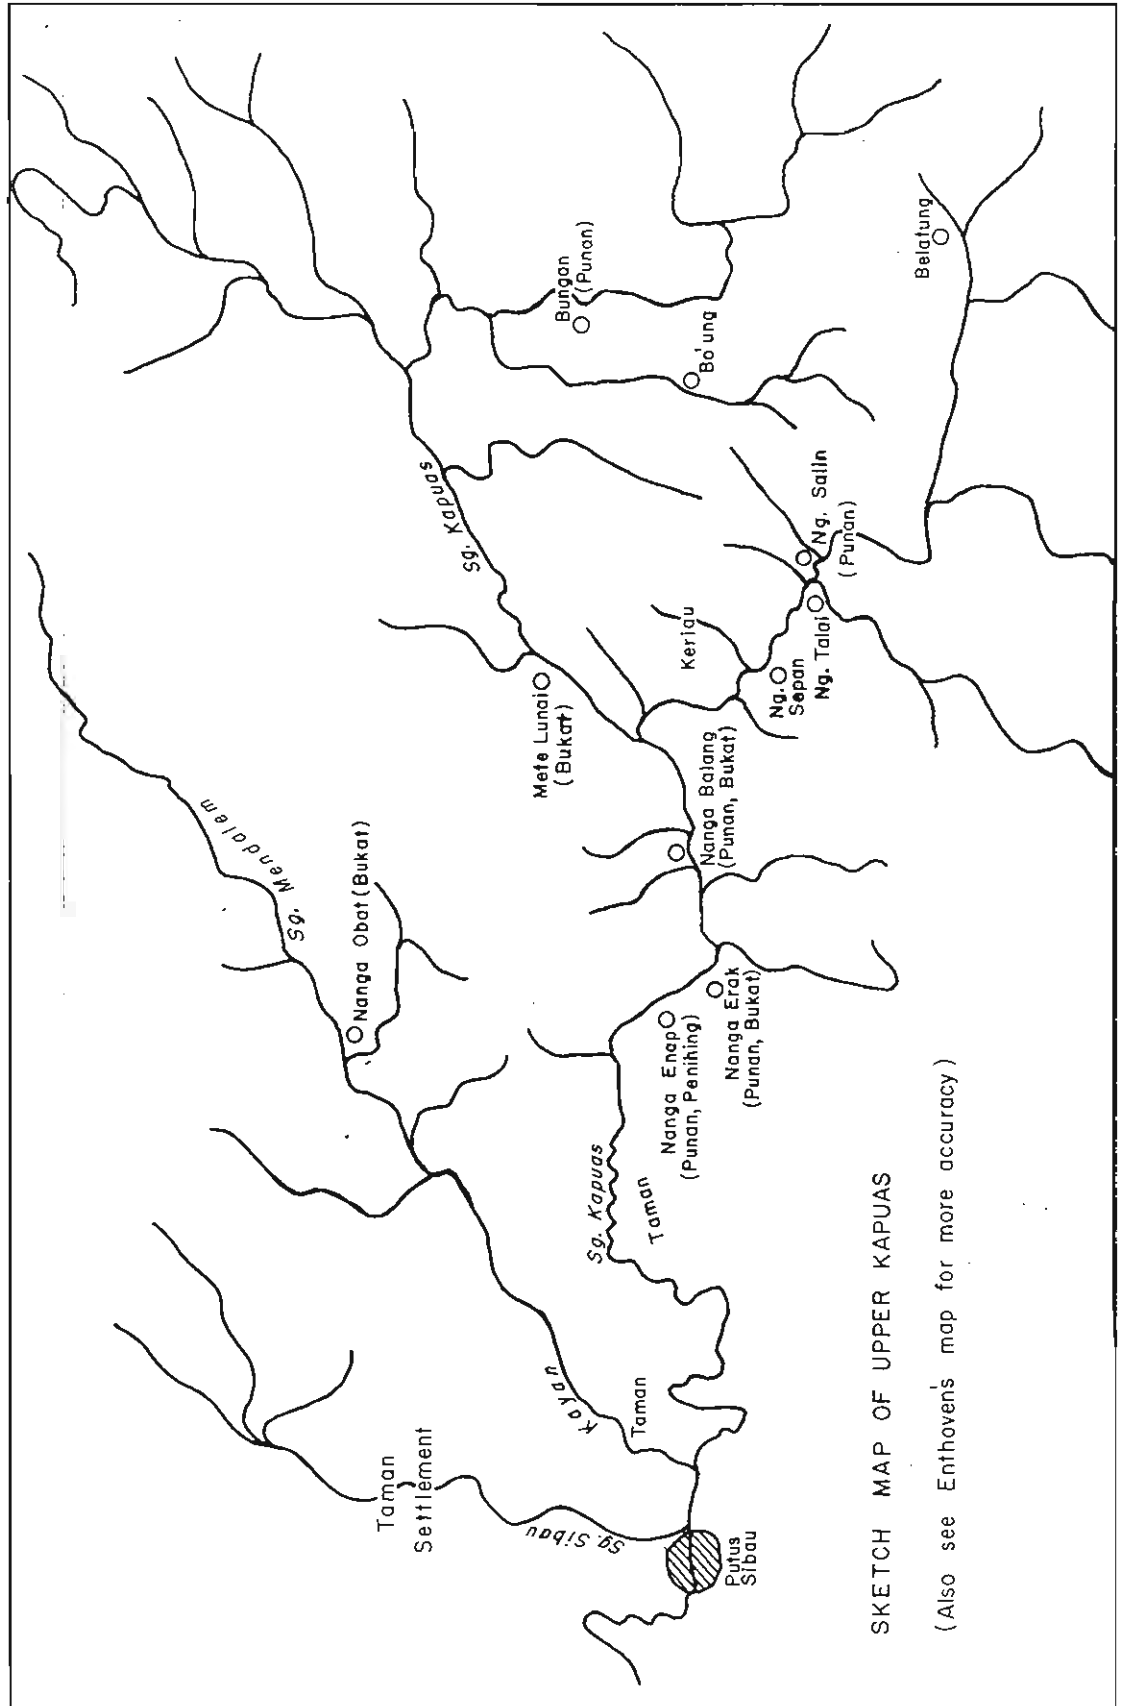 Taman
Settlement
Sg. Sibau
Putus
Sibau
Kayan
Taman
Sg. Mendalem
Nanga Obat (Bukat)
Sg. Kapuas
Taman
Nanga Enap
(Punan, Penihing)
Nanga Erak
(Punan, Bukat)
Nanga Balang
(Punan, Bukat)
Mete Lunai
(Bukat)
Sg. Kapuas
Keriau
Ng.
Sepan
Ng. Talai
Ng. Salin
(Punan)
Bungan
(Punan)
Bo'ung
Belatung
SKETCH MAP OF UPPER KAPUAS
(Also see Enthoven's map for more accuracy)